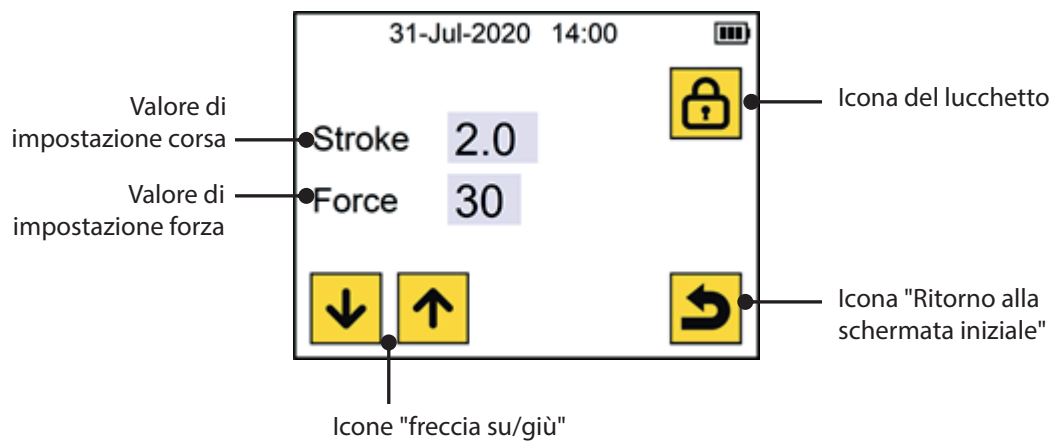 31-Jul-2020 14:00
Icona del lucchetto
Valore di
impostazione corsa
Stroke 2.0
Valore di
impostazione forza
Force 30
Icona "Ritorno alla
schermata iniziale"
Icone "freccia su/giù"